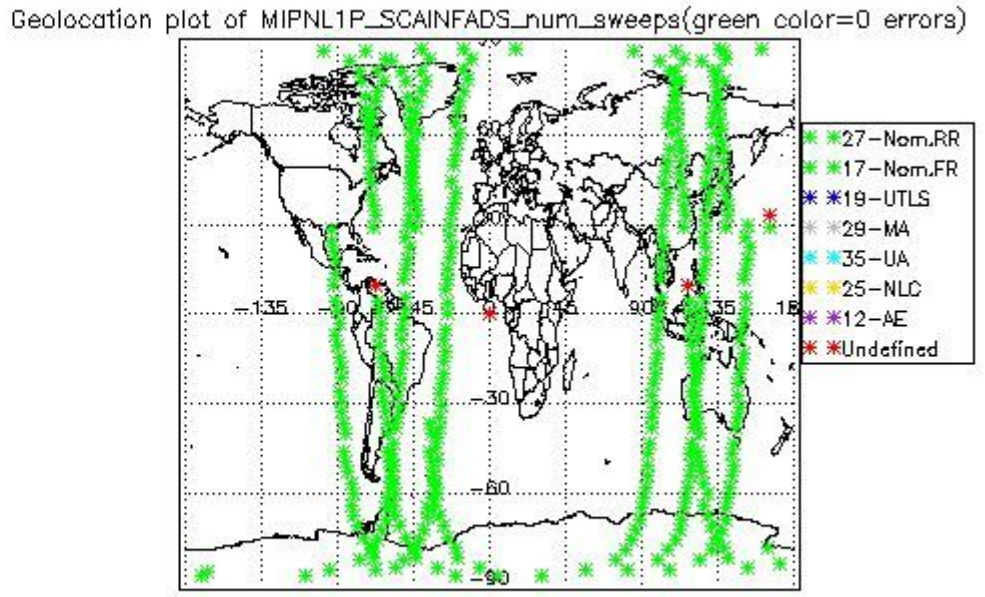 Geolocation plot of MIPNL1P_SCAINFADS_num_sweeps(green color=0 errors)
60
27-Nom.RR
17-Nom.FR
19-UTLS
29-MA
35-UA
25-NLC
12-AE
Undefined
-135
45
90
-30
-60
-90